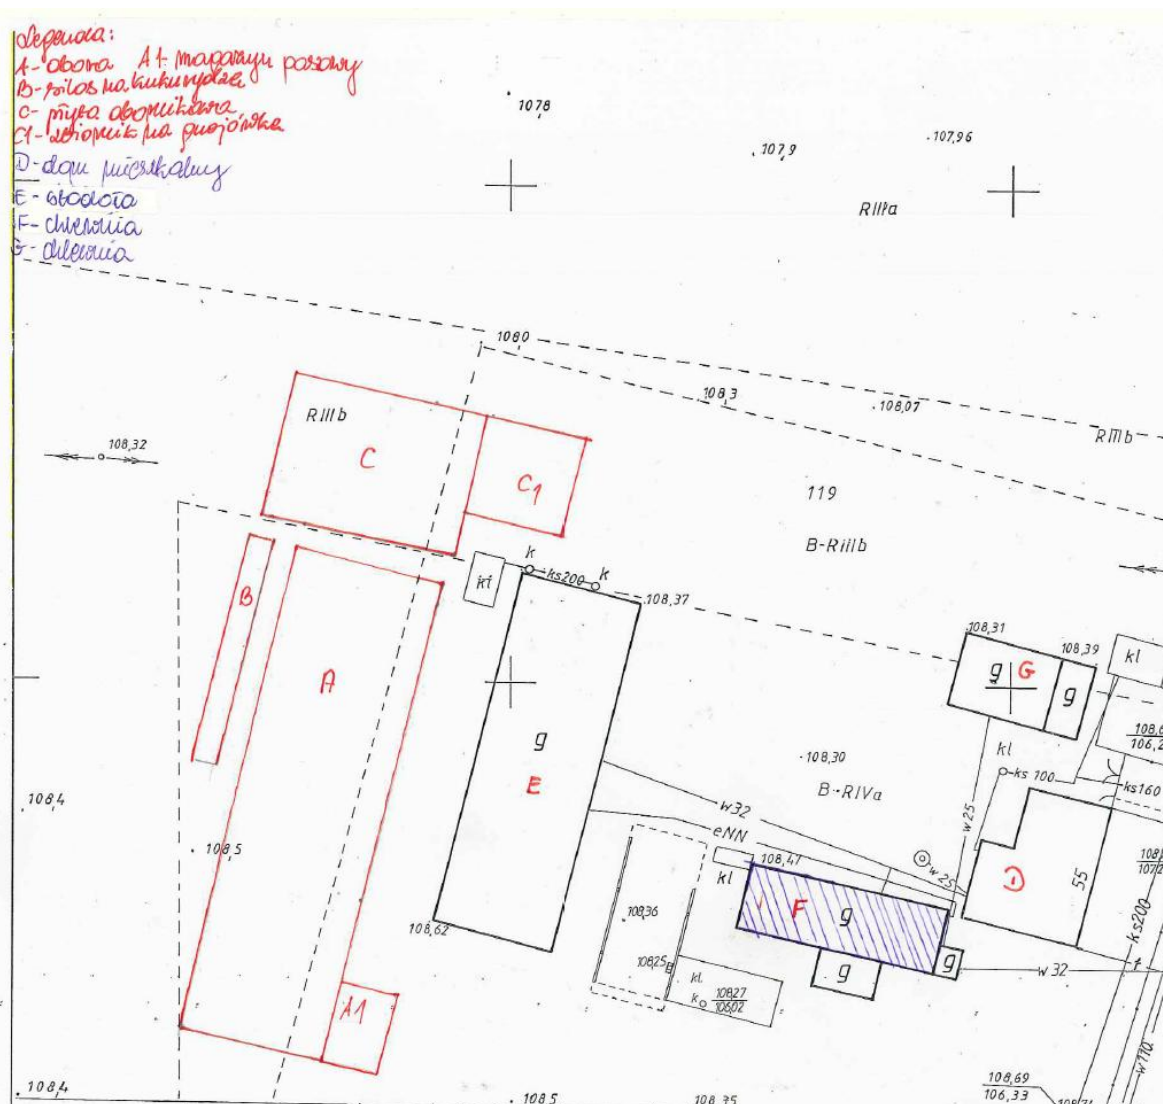 Legenda:
A - obora A1 - magazyn paszowy
B - silos na kukurydzę
C - płyta obornikowa
C1 - zbiornik na gnojówkę
D - dom mieszkalny
E - stodoła
F - chlewnia
G - chlewnia
1078
107,9
107,96
RIIIa
1080
108,3
108,07
RIIIb
RIIIb
108,32
C
C1
119
B-RIIIb
k
ks200
k
kt
108,37
B
A
108,31
108,39
g G
g
kl
g
E
108,30
B-RIVa
kl
ks 100
ks160
w25
w32
eNN
108,4
108,5
108,47
kl
w25
F g
D
55
108,36
108,62
108,25
g
g
w 32
ks200
kl
k
108,27
106,02
A1
w110
108,69
106,33
108,4
108,5
108,35